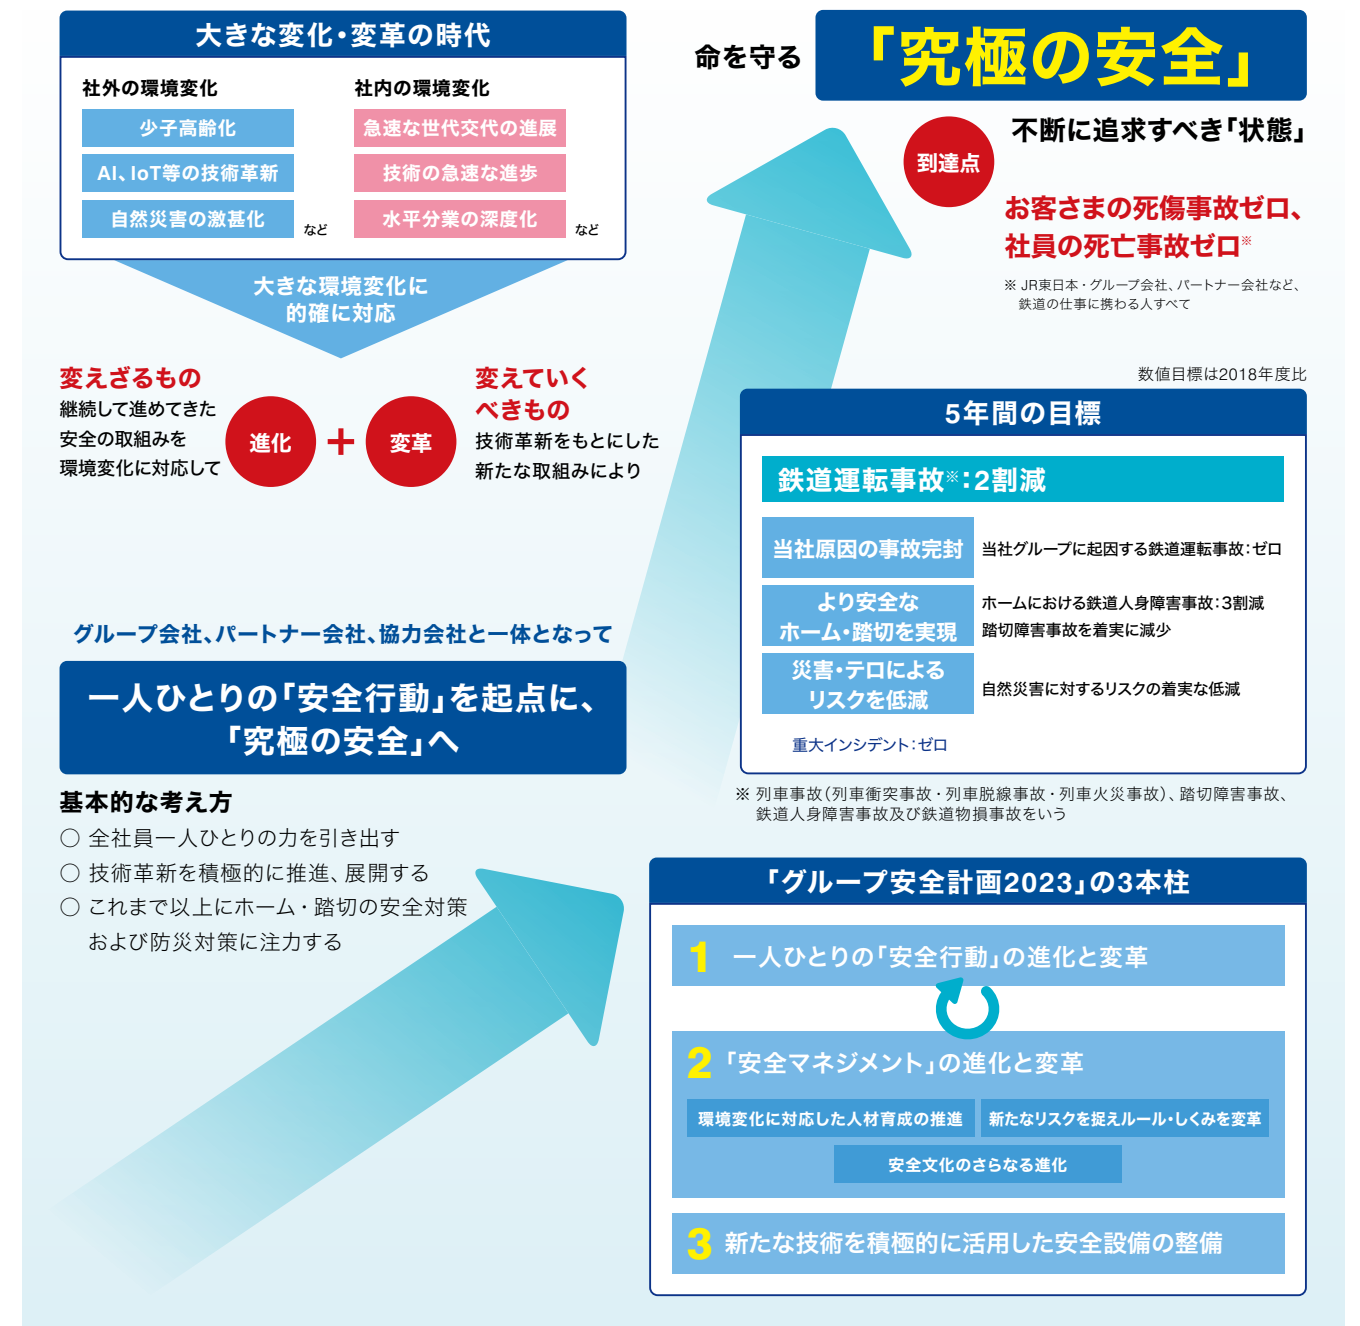 大きな変化・変革の時代
社外の環境変化
少子高齢化
AI、IoT等の技術革新
自然災害の激甚化
など
社内の環境変化
急速な世代交代の進展
技術の急速な進歩
水平分業の深度化
など
大きな環境変化に
的確に対応
変えざるもの
継続して進めてきた
安全の取組みを
環境変化に対応して
進化
+
変革
変えていく
べきもの
技術革新をもとにした
新たな取組みにより
グループ会社、パートナー会社、協力会社と一体となって
一人ひとりの「安全行動」を起点に、
「究極の安全」へ
基本的な考え方
○ 全社員一人ひとりの力を引き出す
○ 技術革新を積極的に推進、展開する
○ これまで以上にホーム・踏切の安全対策
および防災対策に注力する
命を守る
「究極の安全」
到達点
不断に追求すべき「状態」
お客さまの死傷事故ゼロ、
社員の死亡事故ゼロ※
※ JR東日本・グループ会社、パートナー会社など、
鉄道の仕事に携わる人すべて
数値目標は2018年度比
5年間の目標
鉄道運転事故※:2割減
当社原因の事故完封
当社グループに起因する鉄道運転事故:ゼロ
より安全な
ホーム・踏切を実現
ホームにおける鉄道人身障害事故:3割減
踏切障害事故を着実に減少
災害・テロによる
リスクを低減
自然災害に対するリスクの着実な低減
重大インシデント:ゼロ
※ 列車事故(列車衝突事故・列車脱線事故・列車火災事故)、踏切障害事故、
鉄道人身障害事故及び鉄道物損事故をいう
「グループ安全計画2023」の3本柱
1 一人ひとりの「安全行動」の進化と変革
2 「安全マネジメント」の進化と変革
環境変化に対応した人材育成の推進
新たなリスクを捉えルール・しくみを変革
安全文化のさらなる進化
3 新たな技術を積極的に活用した安全設備の整備